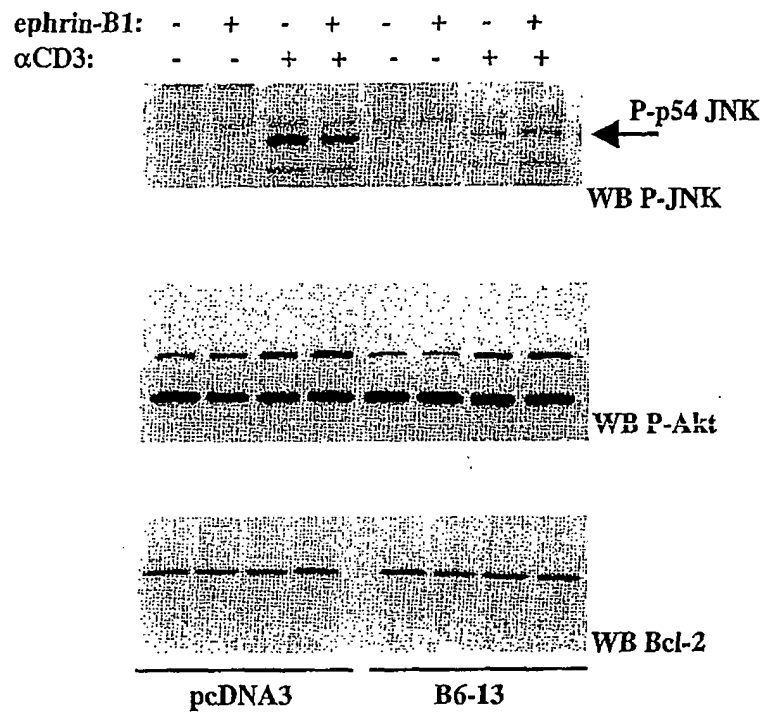 ephrin-B1: - + - + - + - +
αCD3: - - + + - - + +
P-p54 JNK
WB P-JNK
WB P-Akt
WB Bcl-2
pcDNA3 B6-13